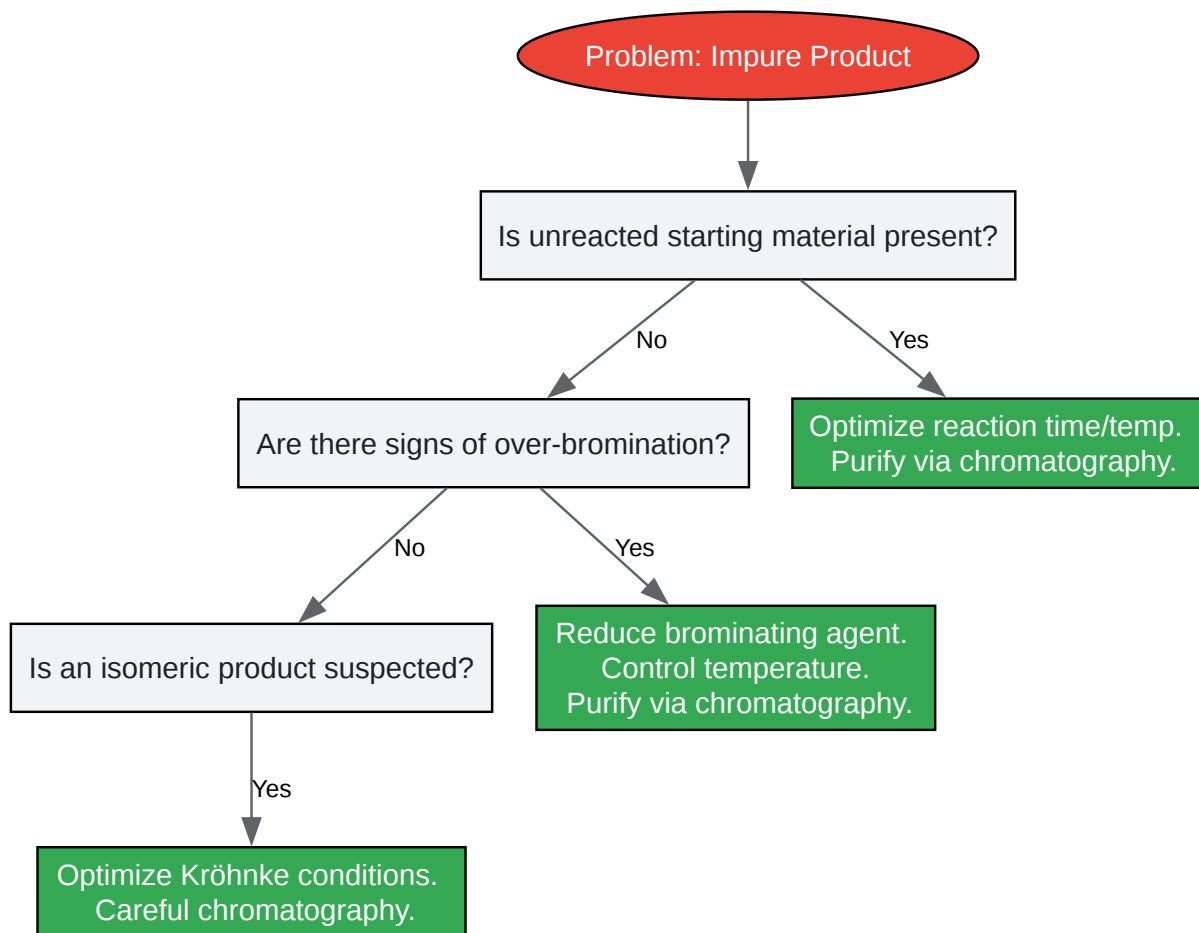 Problem: Impure Product
Is unreacted starting material present?
No
Yes
Are there signs of over-bromination?
Optimize reaction time/temp.
Purify via chromatography.
No
Yes
Is an isomeric product suspected?
Reduce brominating agent.
Control temperature.
Purify via chromatography.
Yes
Optimize Kröhnke conditions.
Careful chromatography.